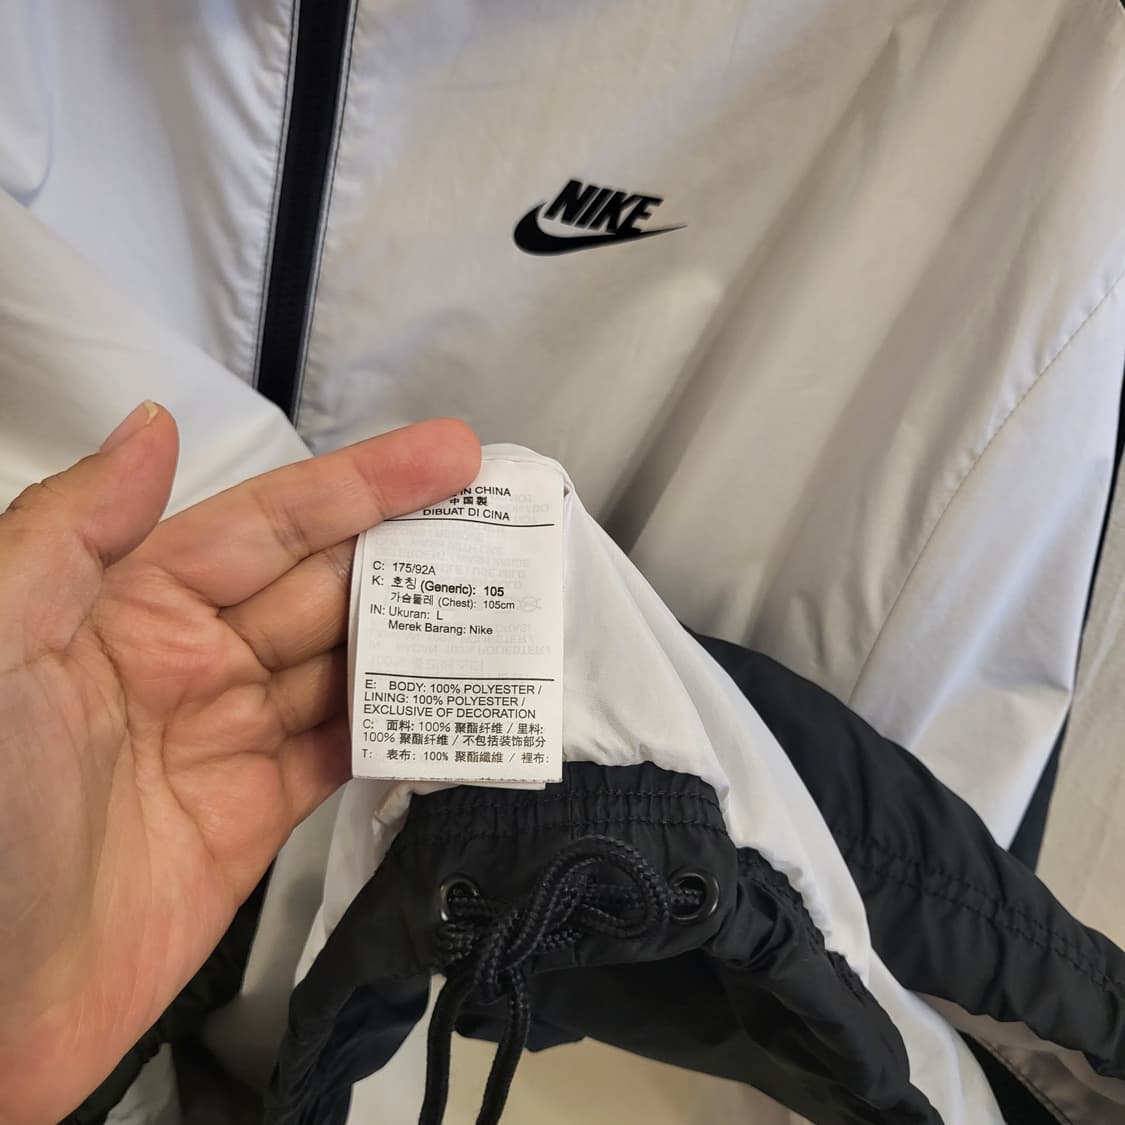 NIKE
IN CHINA
中国製
DIBUAT DI CINA
C: 175/92A
K: 호칭 (Generic): 105
가슴둘레 (Chest): 105cm
IN: Ukuran: L
Merek Barang: Nike
E: BODY: 100% POLYESTER /
LINING: 100% POLYESTER /
EXCLUSIVE OF DECORATION
C: 面料: 100% 聚酯纤维 / 里料:
100% 聚酯纤维 / 不包括装饰部分
T: 表布: 100% 聚酯纖維 / 裡布: